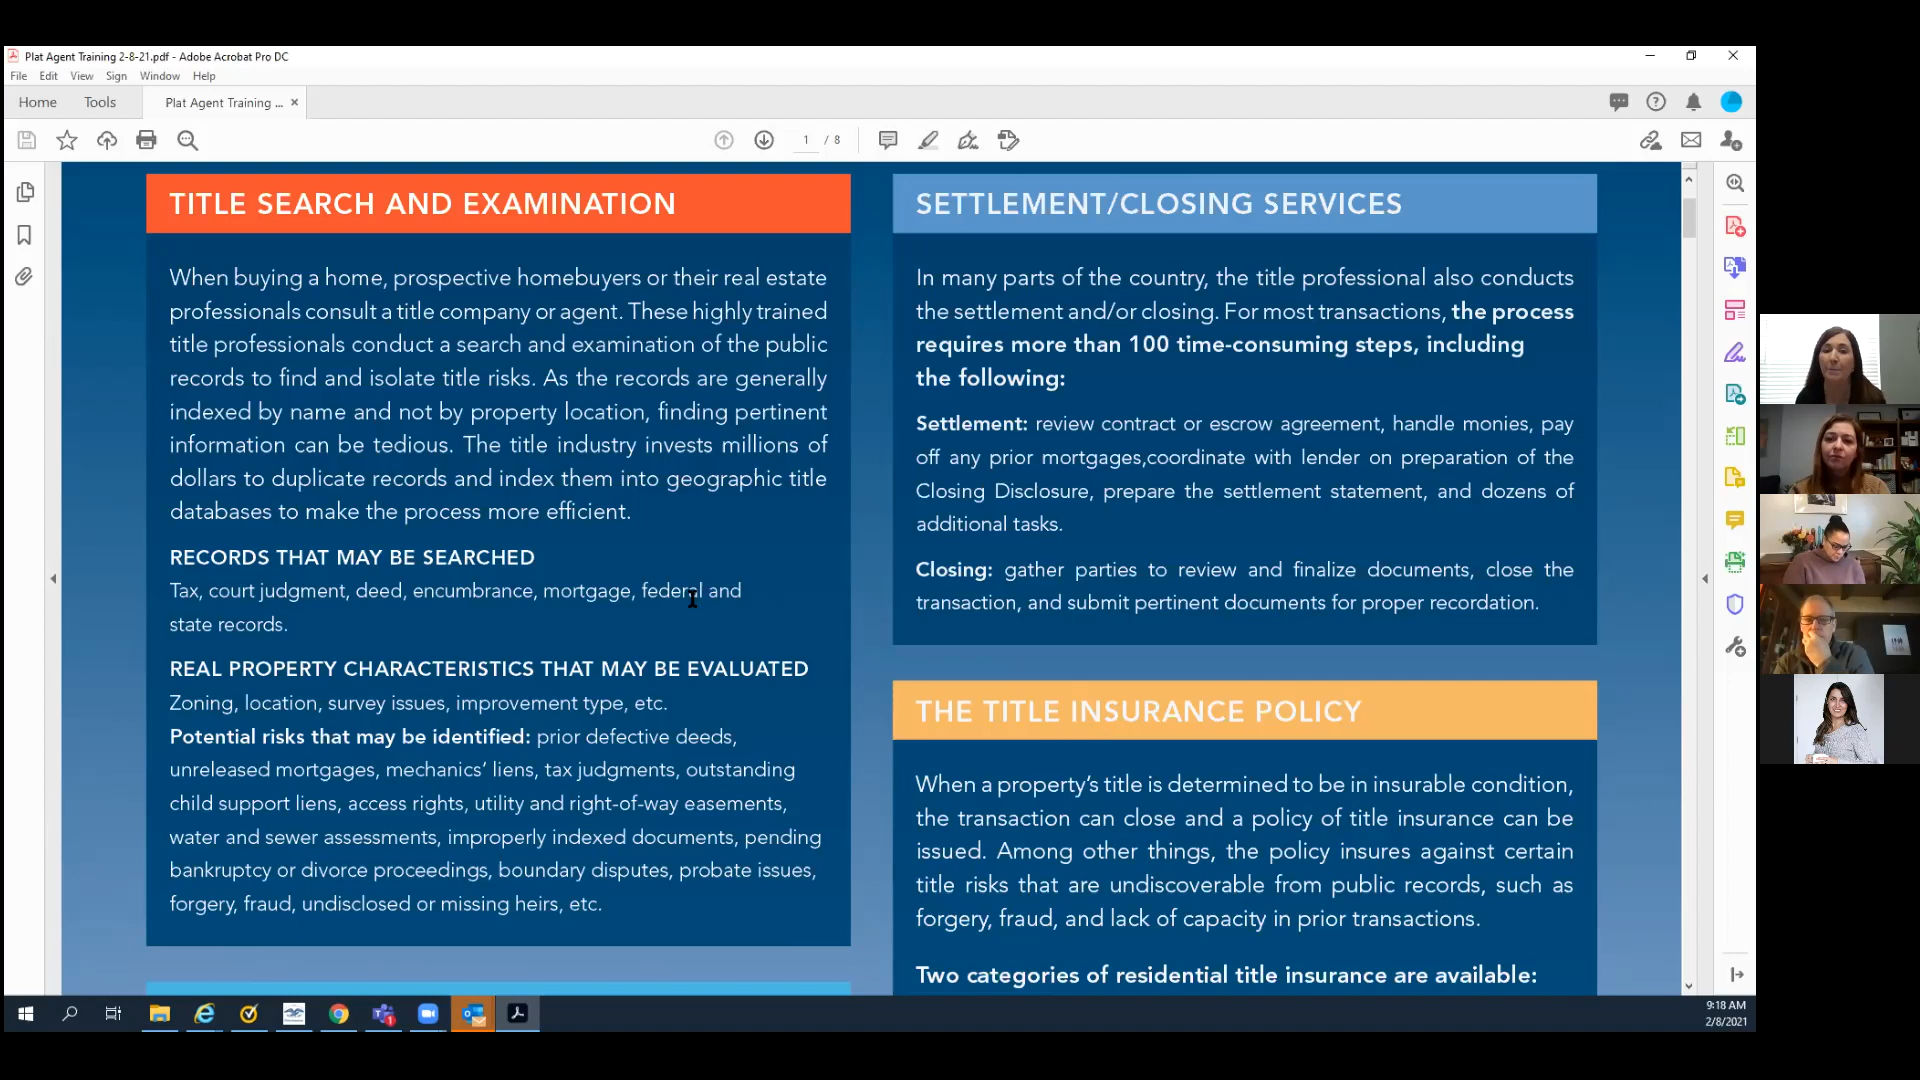 Plat Agent Training 2-8-21.pdf - Adobe Acrobat Pro DC
File Edit View Sign Window Help
Home Tools Plat Agent Training ... ×
1 / 8
TITLE SEARCH AND EXAMINATION
When buying a home, prospective homebuyers or their real estate
professionals consult a title company or agent. These highly trained
title professionals conduct a search and examination of the public
records to find and isolate title risks. As the records are generally
indexed by name and not by property location, finding pertinent
information can be tedious. The title industry invests millions of
dollars to duplicate records and index them into geographic title
databases to make the process more efficient.
RECORDS THAT MAY BE SEARCHED
Tax, court judgment, deed, encumbrance, mortgage, federal and
state records.
REAL PROPERTY CHARACTERISTICS THAT MAY BE EVALUATED
Zoning, location, survey issues, improvement type, etc.
Potential risks that may be identified: prior defective deeds,
unreleased mortgages, mechanics’ liens, tax judgments, outstanding
child support liens, access rights, utility and right-of-way easements,
water and sewer assessments, improperly indexed documents, pending
bankruptcy or divorce proceedings, boundary disputes, probate issues,
forgery, fraud, undisclosed or missing heirs, etc.
SETTLEMENT/CLOSING SERVICES
In many parts of the country, the title professional also conducts
the settlement and/or closing. For most transactions, the process
requires more than 100 time-consuming steps, including
the following:
Settlement: review contract or escrow agreement, handle monies, pay
off any prior mortgages,coordinate with lender on preparation of the
Closing Disclosure, prepare the settlement statement, and dozens of
additional tasks.
Closing: gather parties to review and finalize documents, close the
transaction, and submit pertinent documents for proper recordation.
THE TITLE INSURANCE POLICY
When a property’s title is determined to be in insurable condition,
the transaction can close and a policy of title insurance can be
issued. Among other things, the policy insures against certain
title risks that are undiscoverable from public records, such as
forgery, fraud, and lack of capacity in prior transactions.
Two categories of residential title insurance are available:
9:18 AM
2/8/2021